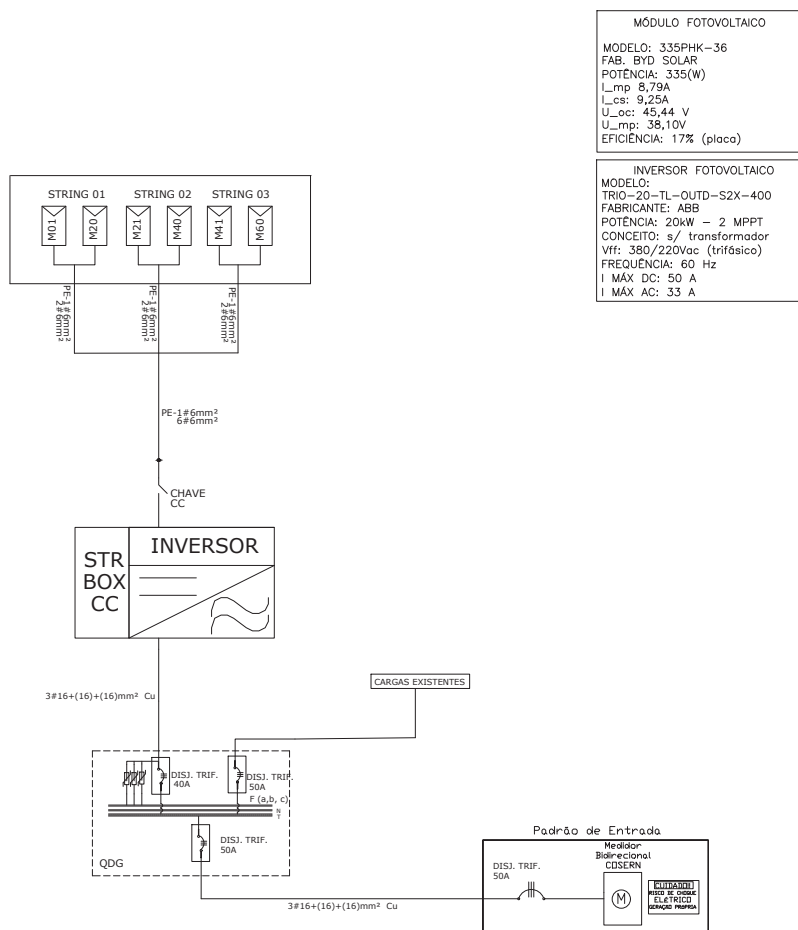 MÓDULO FOTOVOLTAICO
MODELO: 335PHK-36
FAB. BYD SOLAR
POTÊNCIA: 335(W)
I_mp 8,79A
I_cs: 9,25A
U_oc: 45,44 V
U_mp: 38,10V
EFICIÊNCIA: 17% (placa)
INVERSOR FOTOVOLTAICO
MODELO:
TRIO-20-TL-OUTD-S2X-400
FABRICANTE: ABB
POTÊNCIA: 20kW - 2 MPPT
CONCEITO: s/ transformador
Vff: 380/220Vac (trifásico)
FREQUÊNCIA: 60 Hz
I MÁX DC: 50 A
I MÁX AC: 33 A
STRING 01
STRING 02
STRING 03
M01
M20
M21
M40
M41
M60
PE-1#6mm²
2#6mm²
PE-1#6mm²
2#6mm²
PE-1#6mm²
2#6mm²
PE-1#6mm²
6#6mm²
CHAVE
CC
STR
BOX
CC
INVERSOR
3#16+(16)+(16)mm² Cu
CARGAS EXISTENTES
DISJ. TRIF.
40A
DISJ. TRIF.
50A
F (a,b, c)
N
T
DISJ. TRIF.
50A
QDG
3#16+(16)+(16)mm² Cu
Padrão de Entrada
DISJ. TRIF.
50A
Medidor
Bidirecional
COSERN
M
CUIDADO!!
RISCO DE CHOQUE
ELÉTRICO
GERAÇÃO PRÓPRIA